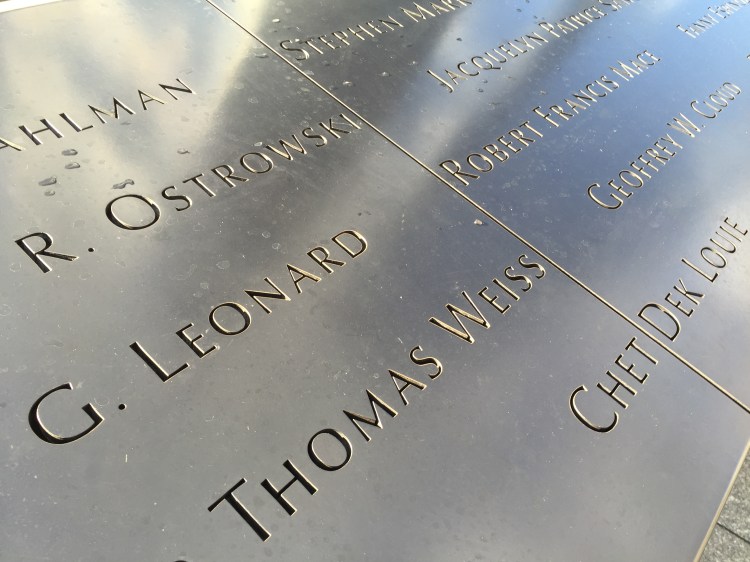 AHLMAN
STEPHEN MARK
R. OSTROWSKI
JACQUELYN PATRICE
G. LEONARD
ROBERT FRANCIS MACE
THOMAS WEISS
GEOFFREY W. CLOUD
CHET DEK LOUIE